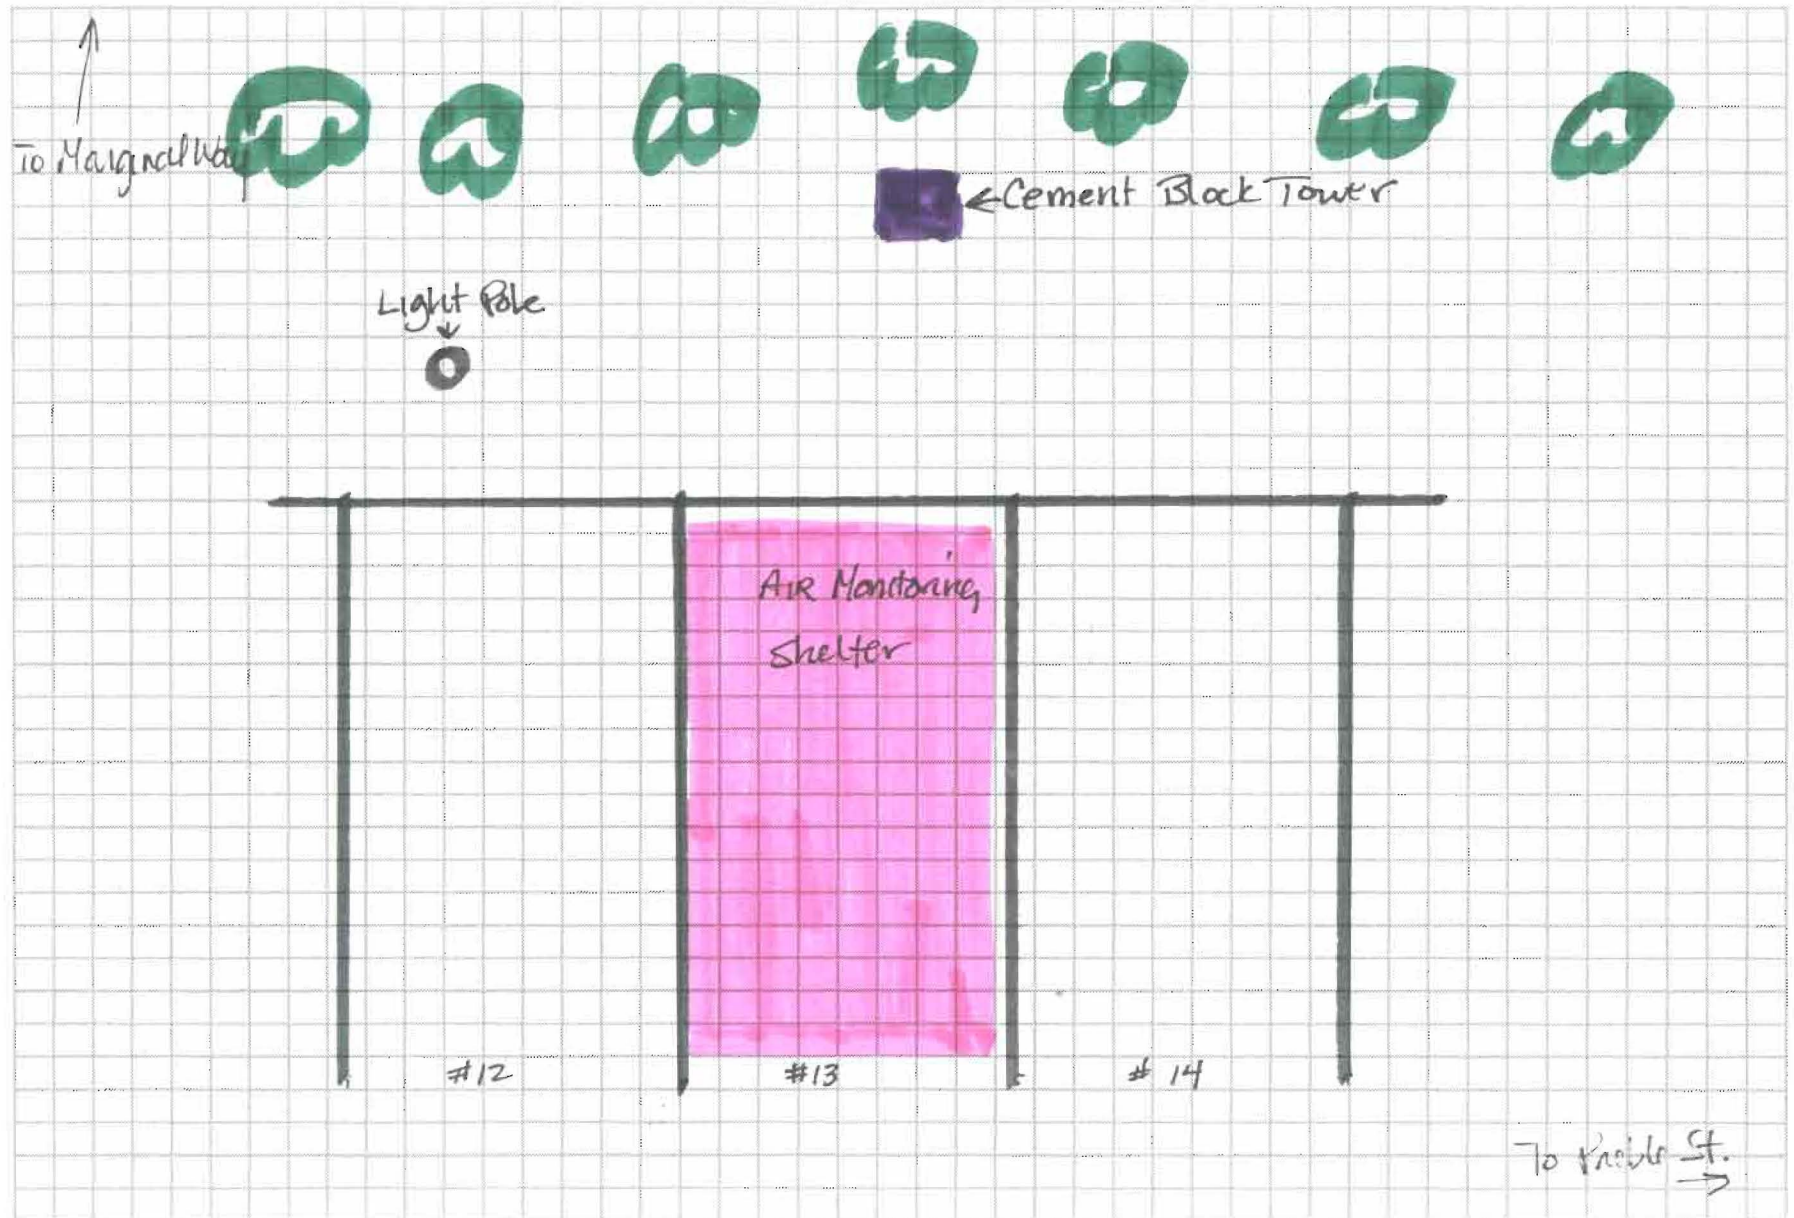 To Marginal Way
←Cement Block Tower
Light Pole
AIR Monitoring
Shelter
#12
#13
# 14
To Preble St.